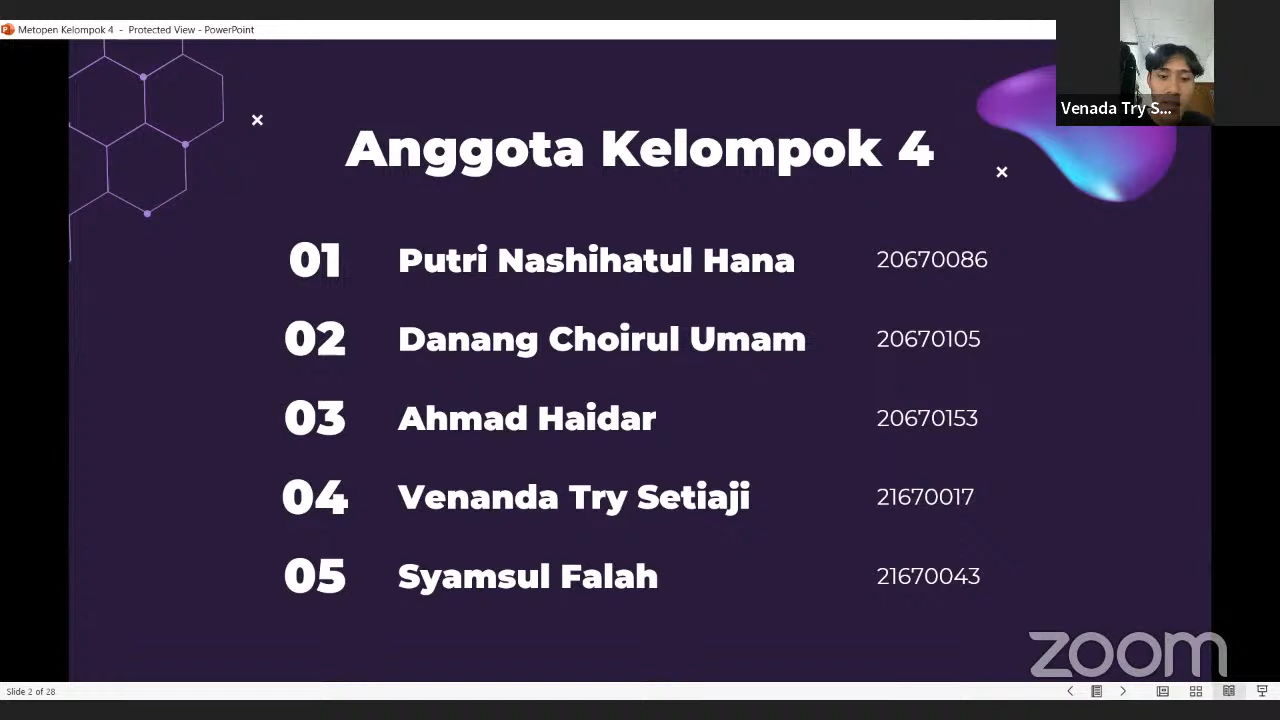 Metopen Kelompok 4 - Protected View - PowerPoint
Venada Try S...
Anggota Kelompok 4
01 Putri Nashihatul Hana 20670086
02 Danang Choirul Umam 20670105
03 Ahmad Haidar 20670153
04 Venanda Try Setiaji 21670017
05 Syamsul Falah 21670043
zoom
Slide 2 of 28